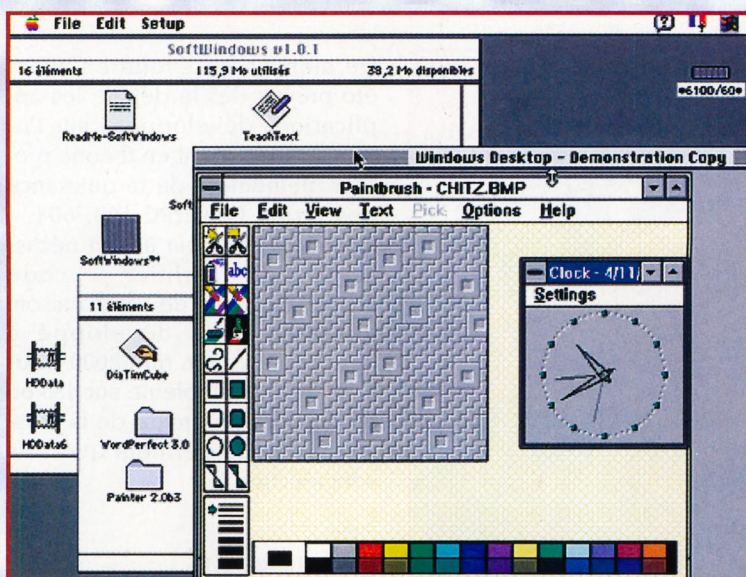 File Edit Setup
SoftWindows v1.0.1
16 éléments 115,9 Mo utilisés 38,2 Mo disponibles
*6100/60*
ReadMe-SoftWindows
TeachText
Windows Desktop - Demonstration Copy
Paintbrush - CHITZ.BMP
File Edit View Text Pick Options Help
Soft
SoftWindows™
abc
Clock - 4/11/
Settings
11 éléments
HDData
DiaTimCube
HDData6
WordPerfect 3.0
Painter 2.0b3